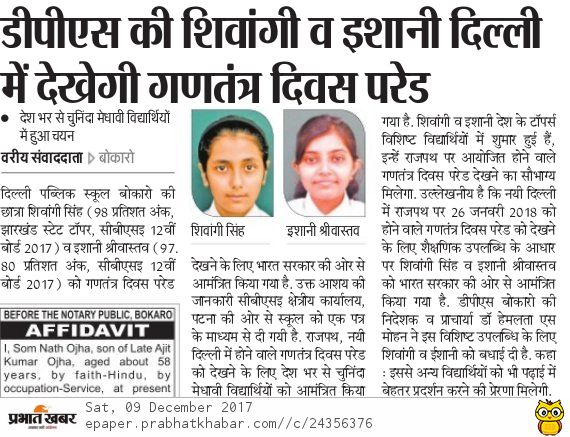 डीपीएस की शिवांगी व इशानी दिल्ली
में देखेगी गणतंत्र दिवस परेड
• देश भर से चुनिंदा मेधावी विद्यार्थियों
में हुआ चयन
वरीय संवाददाता ▷ बोकारो
दिल्ली पब्लिक स्कूल बोकारो की
छात्रा शिवांगी सिंह (98 प्रतिशत अंक,
झारखंड स्टेट टॉपर, सीबीएसइ 12वीं
बोर्ड 2017) व इशानी श्रीवास्तव (97.
80 प्रतिशत अंक, सीबीएसइ 12वीं
बोर्ड 2017) को गणतंत्र दिवस परेड
शिवांगी सिंह
इशानी श्रीवास्तव
देखने के लिए भारत सरकार की ओर से
आमंत्रित किया गया है. उक्त आशय की
जानकारी सीबीएसइ क्षेत्रीय कार्यालय,
पटना की ओर से स्कूल को एक पत्र
के माध्यम से दी गयी है. राजपथ, नयी
दिल्ली में होने वाले गणतंत्र दिवस परेड
को देखने के लिए देश भर से चुनिंदा
मेधावी विद्यार्थियों को आमंत्रित किया
गया है. शिवांगी व इशानी देश के टॉपर्स
विशिष्ट विद्यार्थियों में शुमार हुई हैं,
इन्हें राजपथ पर आयोजित होने वाले
गणतंत्र दिवस परेड देखने का सौभाग्य
मिलेगा. उल्लेखनीय है कि नयी दिल्ली
में राजपथ पर 26 जनवरी 2018 को
होने वाले गणतंत्र दिवस परेड को देखने
के लिए शैक्षणिक उपलब्धि के आधार
पर शिवांगी सिंह व इशानी श्रीवास्तव
को भारत सरकार की ओर से आमंत्रित
किया गया है. डीपीएस बोकारो की
निदेशक व प्राचार्या डॉ हेमलता एस
मोहन ने इस विशिष्ट उपलब्धि के लिए
शिवांगी व ईशानी को बधाई दी है. कहा
: इससे अन्य विद्यार्थियों को भी पढ़ाई में
बेहतर प्रदर्शन करने की प्रेरणा मिलेगी.
BEFORE THE NOTARY PUBLIC, BOKARO
AFFIDAVIT
I, Som Nath Ojha, son of Late Ajit
Kumar Ojha, aged about 58
years, by faith-Hindu, by
occupation-Service, at present
प्रभात खबर
Sat, 09 December 2017
epaper.prabhatkhabar.com//c/24356376